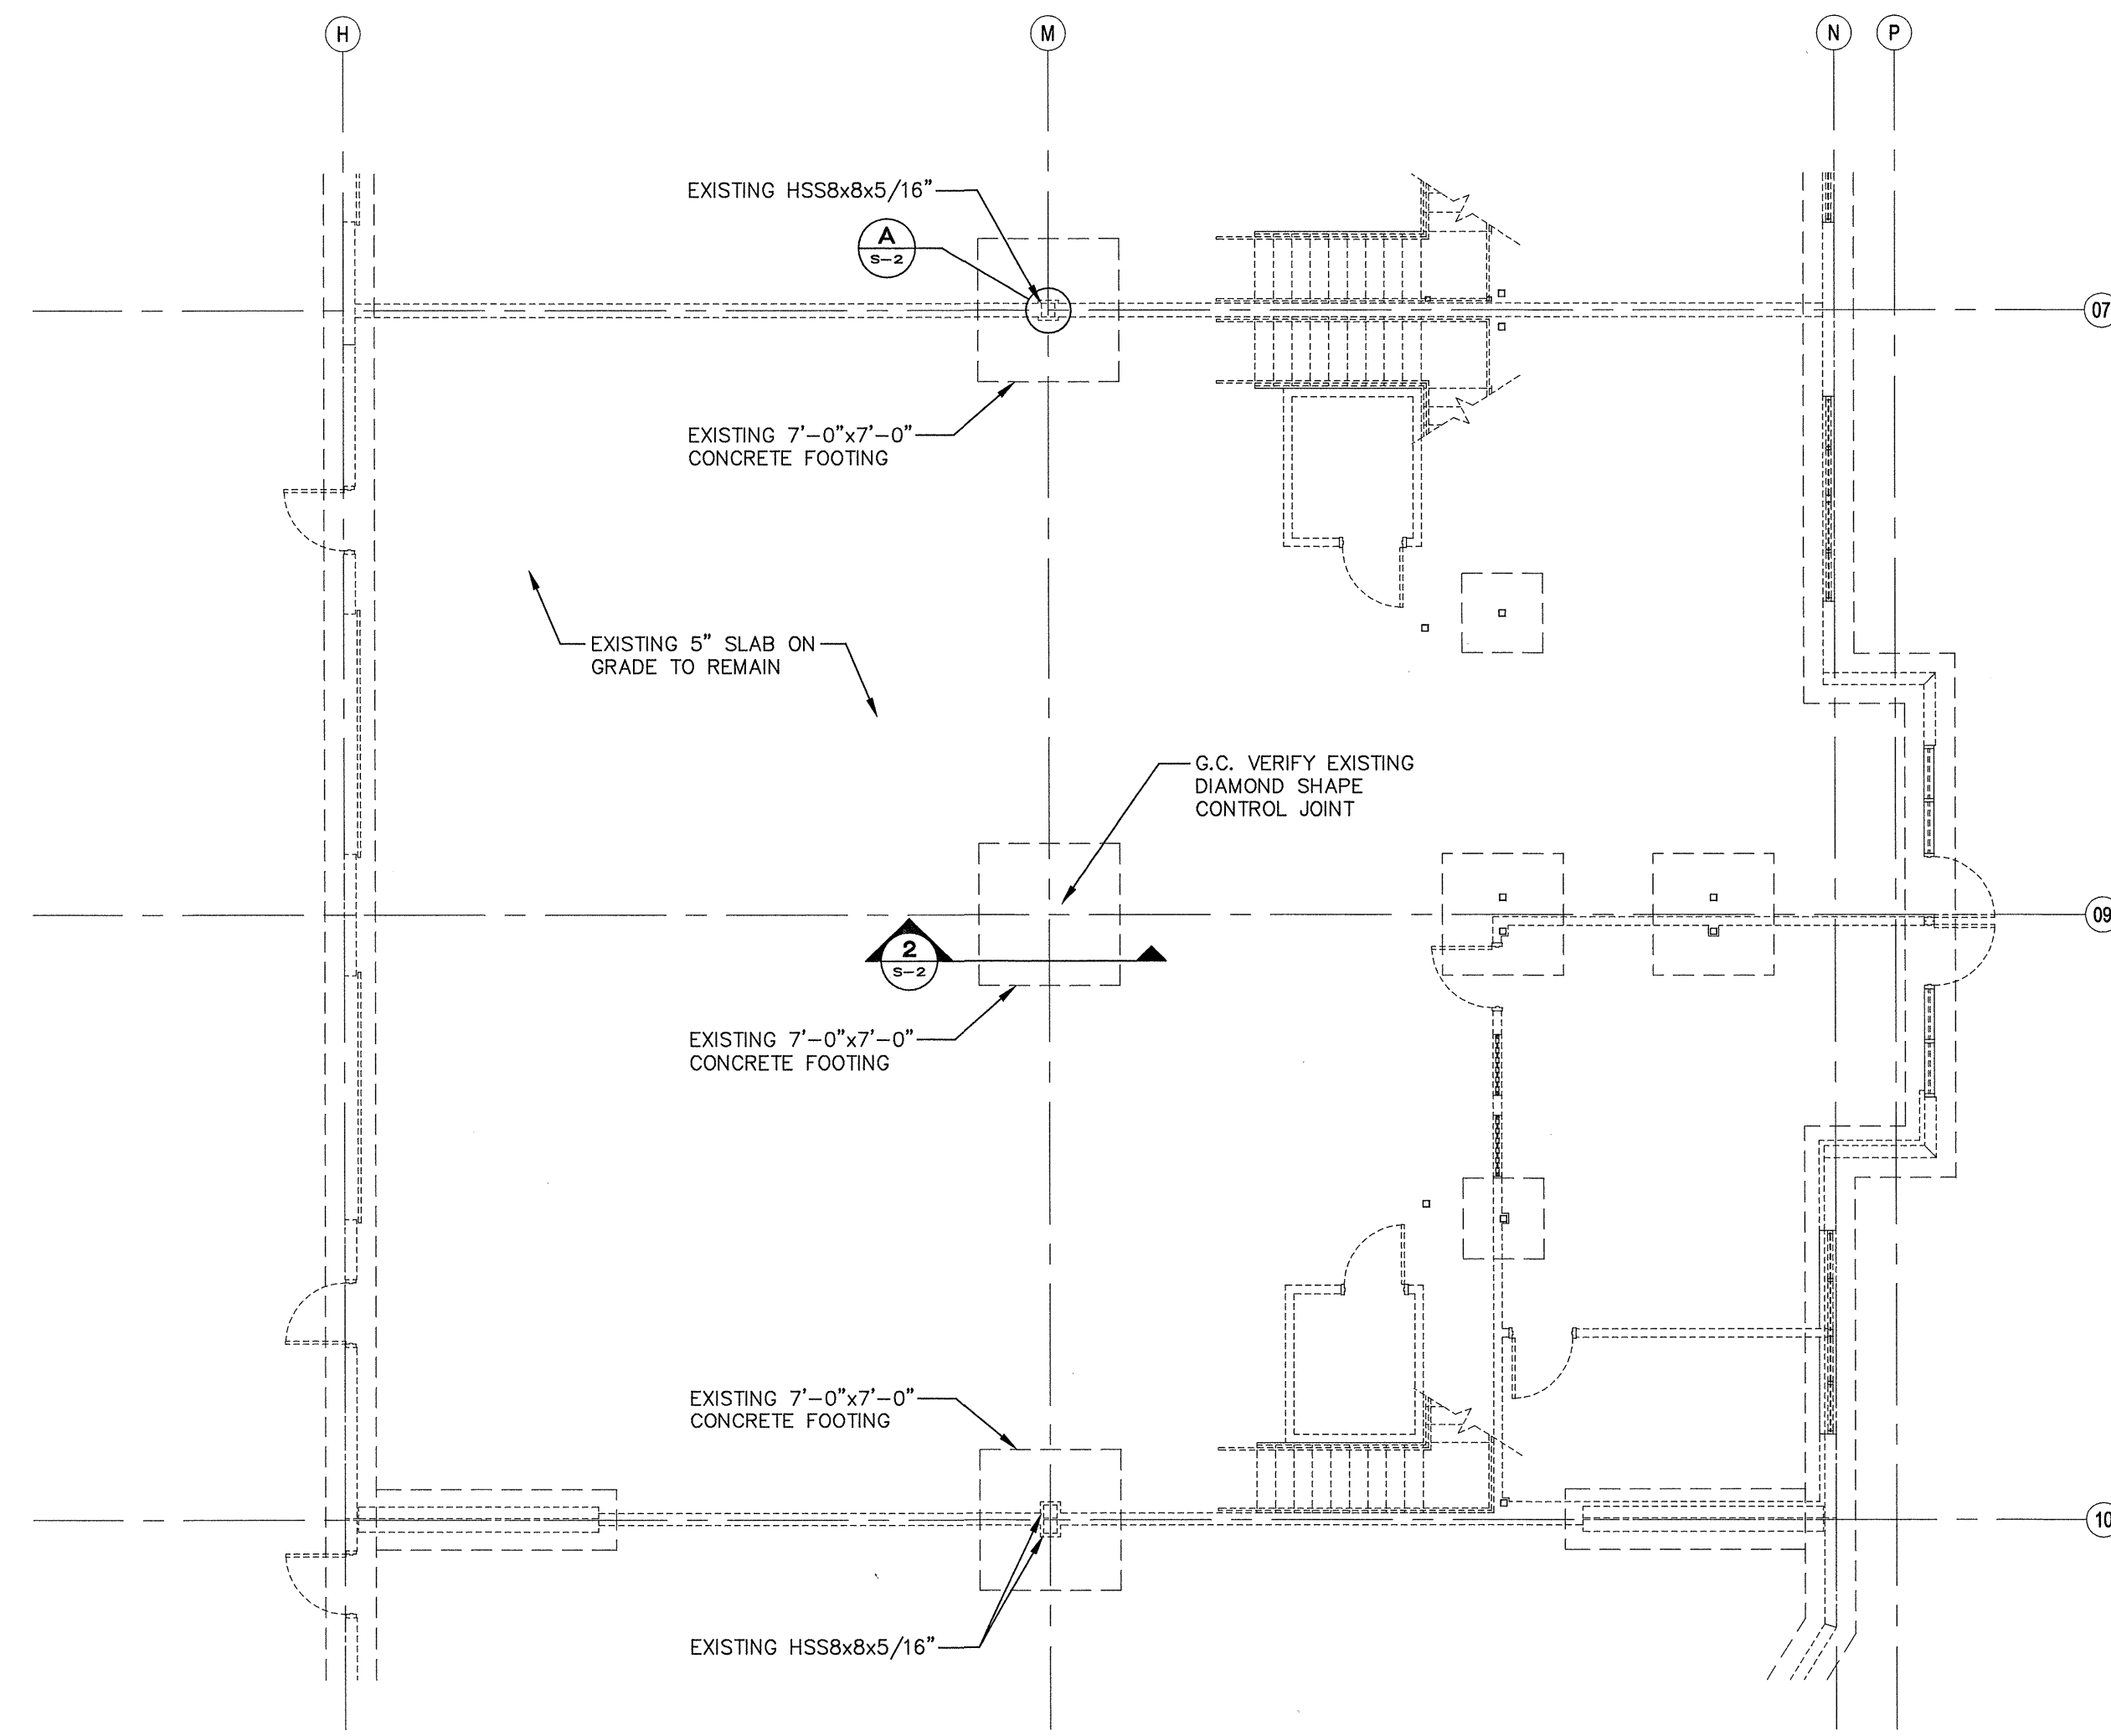 H
M
N
P
EXISTING HSS8x8x5/16"
A
S-2
07
EXISTING 7'-0"x7'-0"
CONCRETE FOOTING
EXISTING 5" SLAB ON
GRADE TO REMAIN
G.C. VERIFY EXISTING
DIAMOND SHAPE
CONTROL JOINT
09
2
S-2
EXISTING 7'-0"x7'-0"
CONCRETE FOOTING
EXISTING 7'-0"x7'-0"
CONCRETE FOOTING
10
EXISTING HSS8x8x5/16"